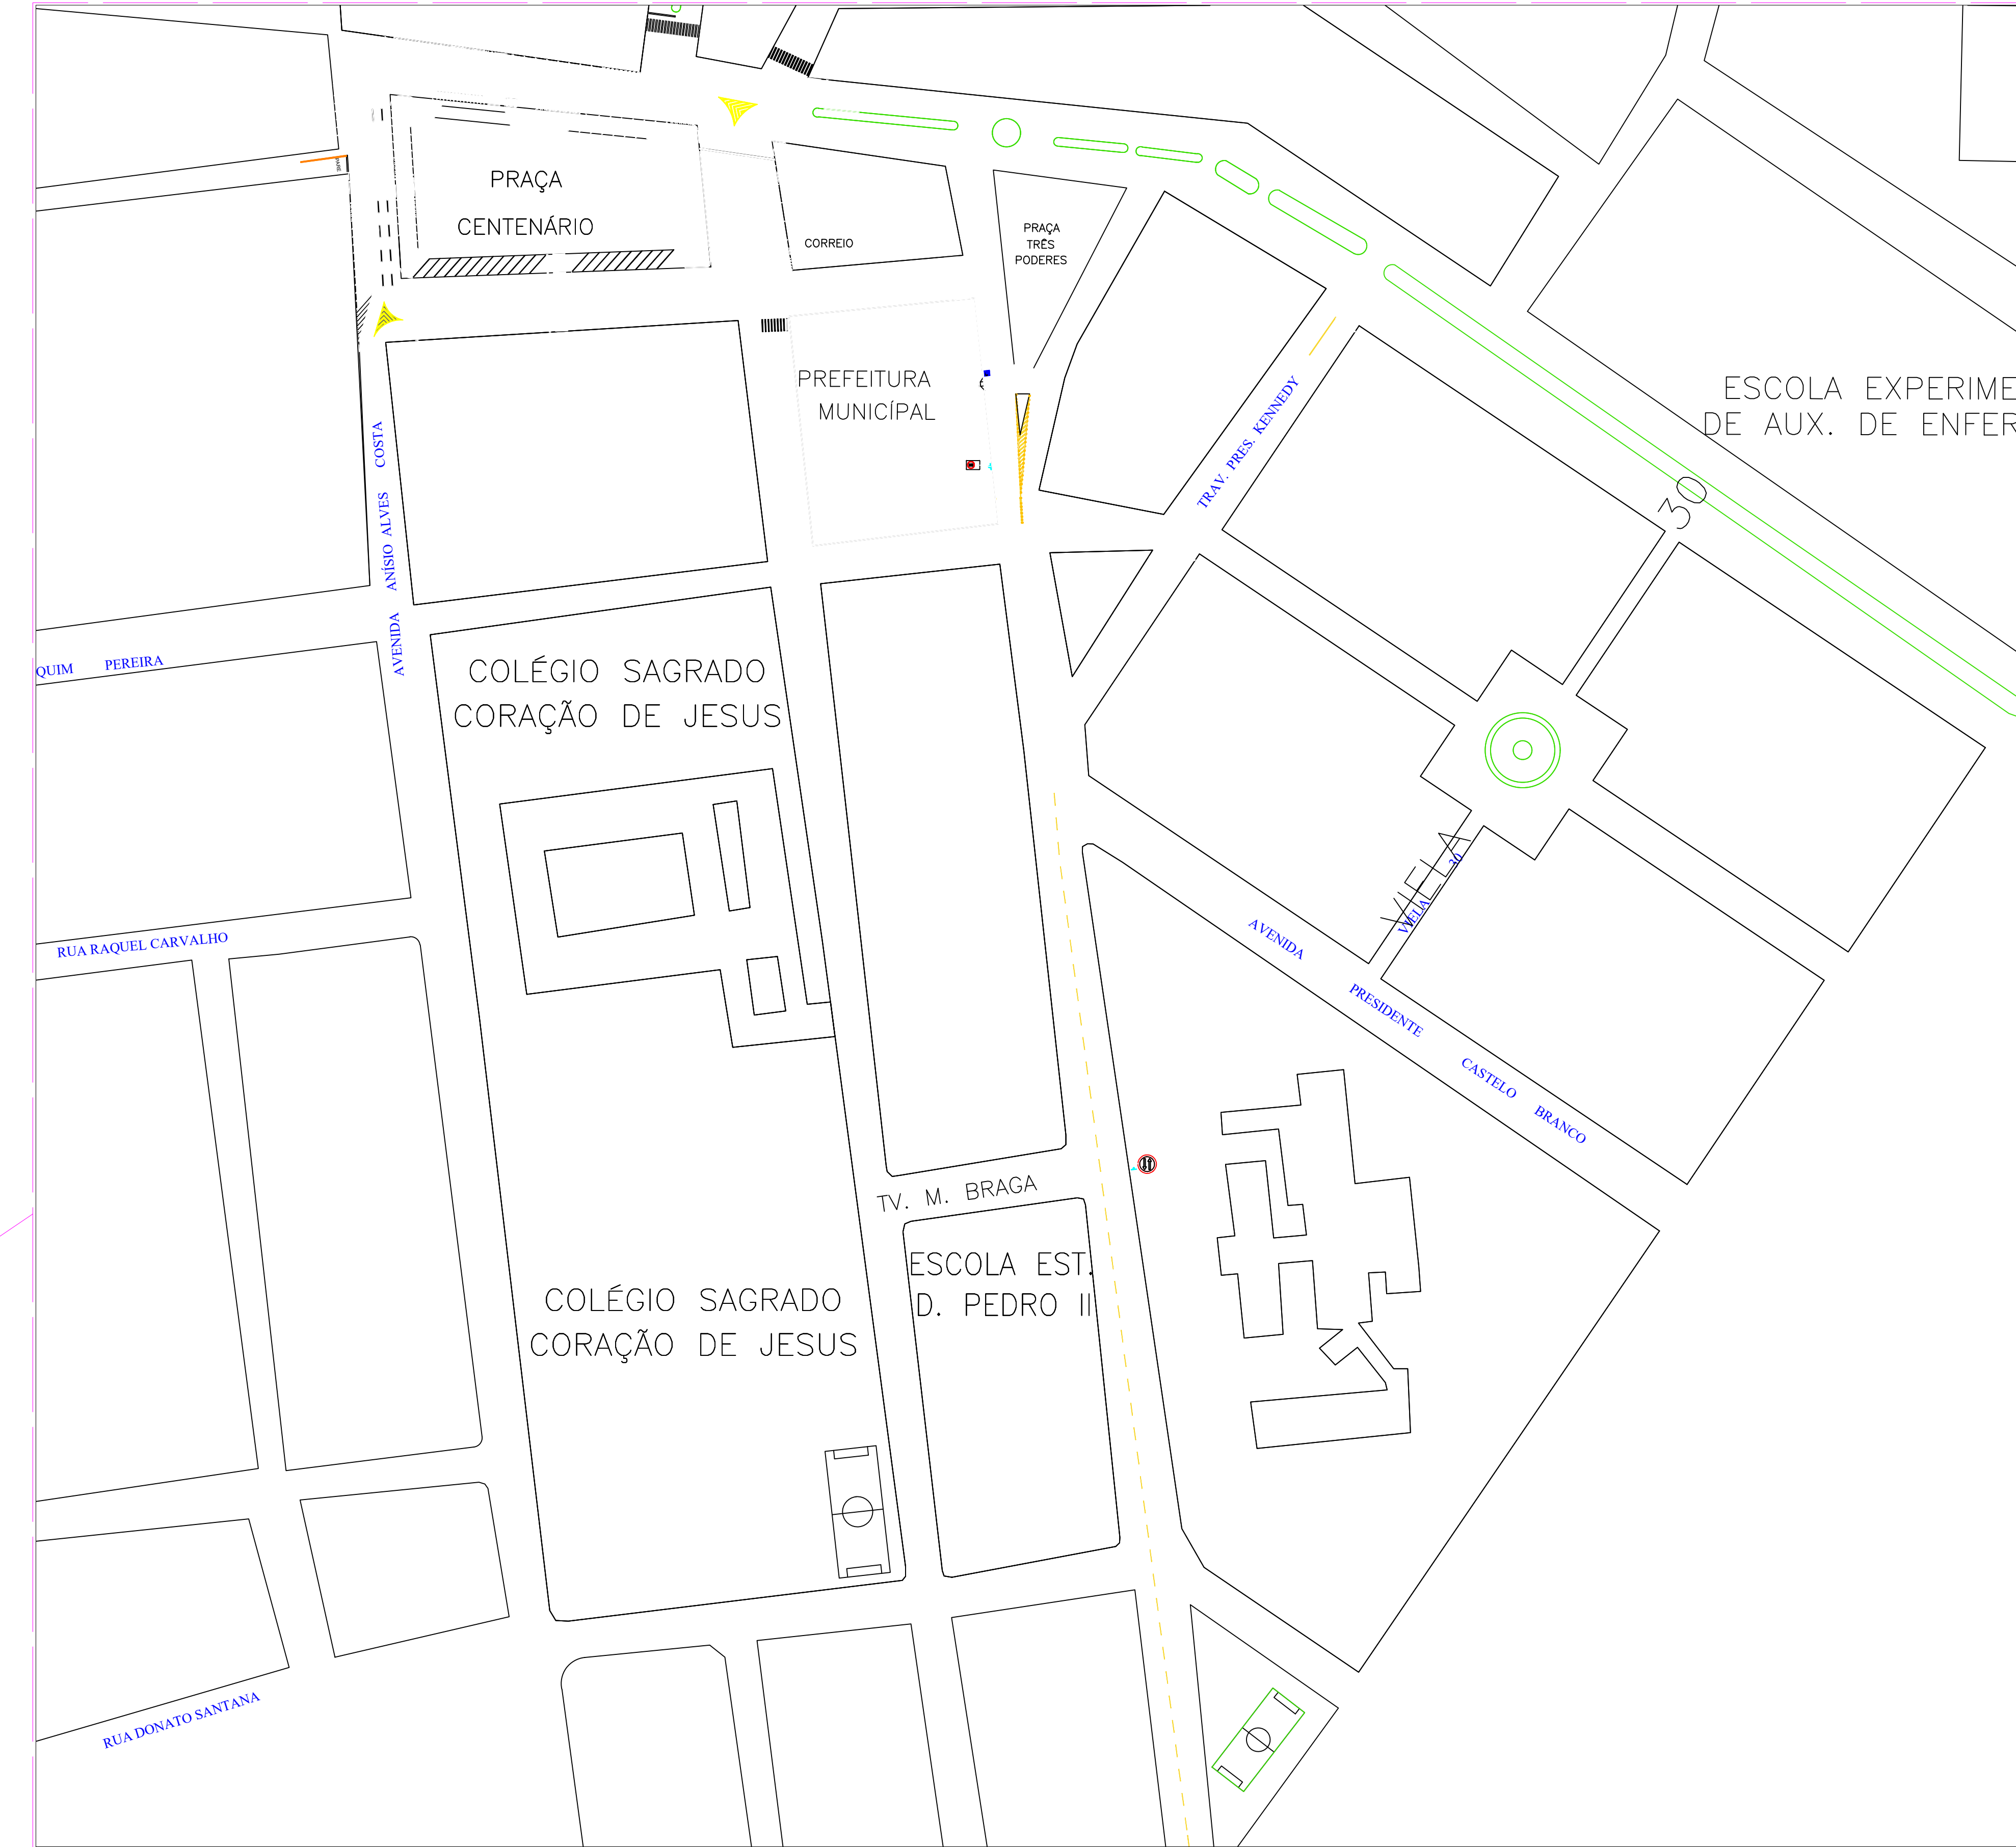 PRAÇA
CENTENÁRIO
CORREIO
PRAÇA
TRÊS
PODERES
PREFEITURA
MUNICÍPAL
4
TRAV. PRES. KENNEDY
ESCOLA EXPERIME
DE AUX. DE ENFER
30
AVENIDA ANÍSIO ALVES COSTA
QUIM PEREIRA
COLÉGIO SAGRADO
CORAÇÃO DE JESUS
VIELA
VIELA 30
RUA RAQUEL CARVALHO
AVENIDA PRESIDENTE CASTELO BRANCO
TV. M. BRAGA
ESCOLA EST.
D. PEDRO II
COLÉGIO SAGRADO
CORAÇÃO DE JESUS
RUA DONATO SANTANA